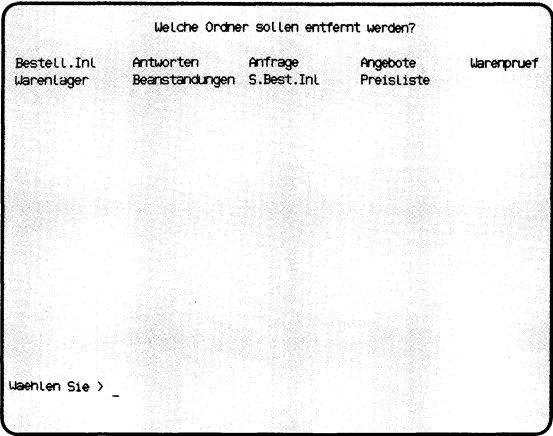 Welche Ordner sollen entfernt werden?
Bestell.Inl Antworten Anfrage Angebote Warenpruef
Warenlager Beanstandungen S.Best.Inl Preisliste
Waehlen Sie > _